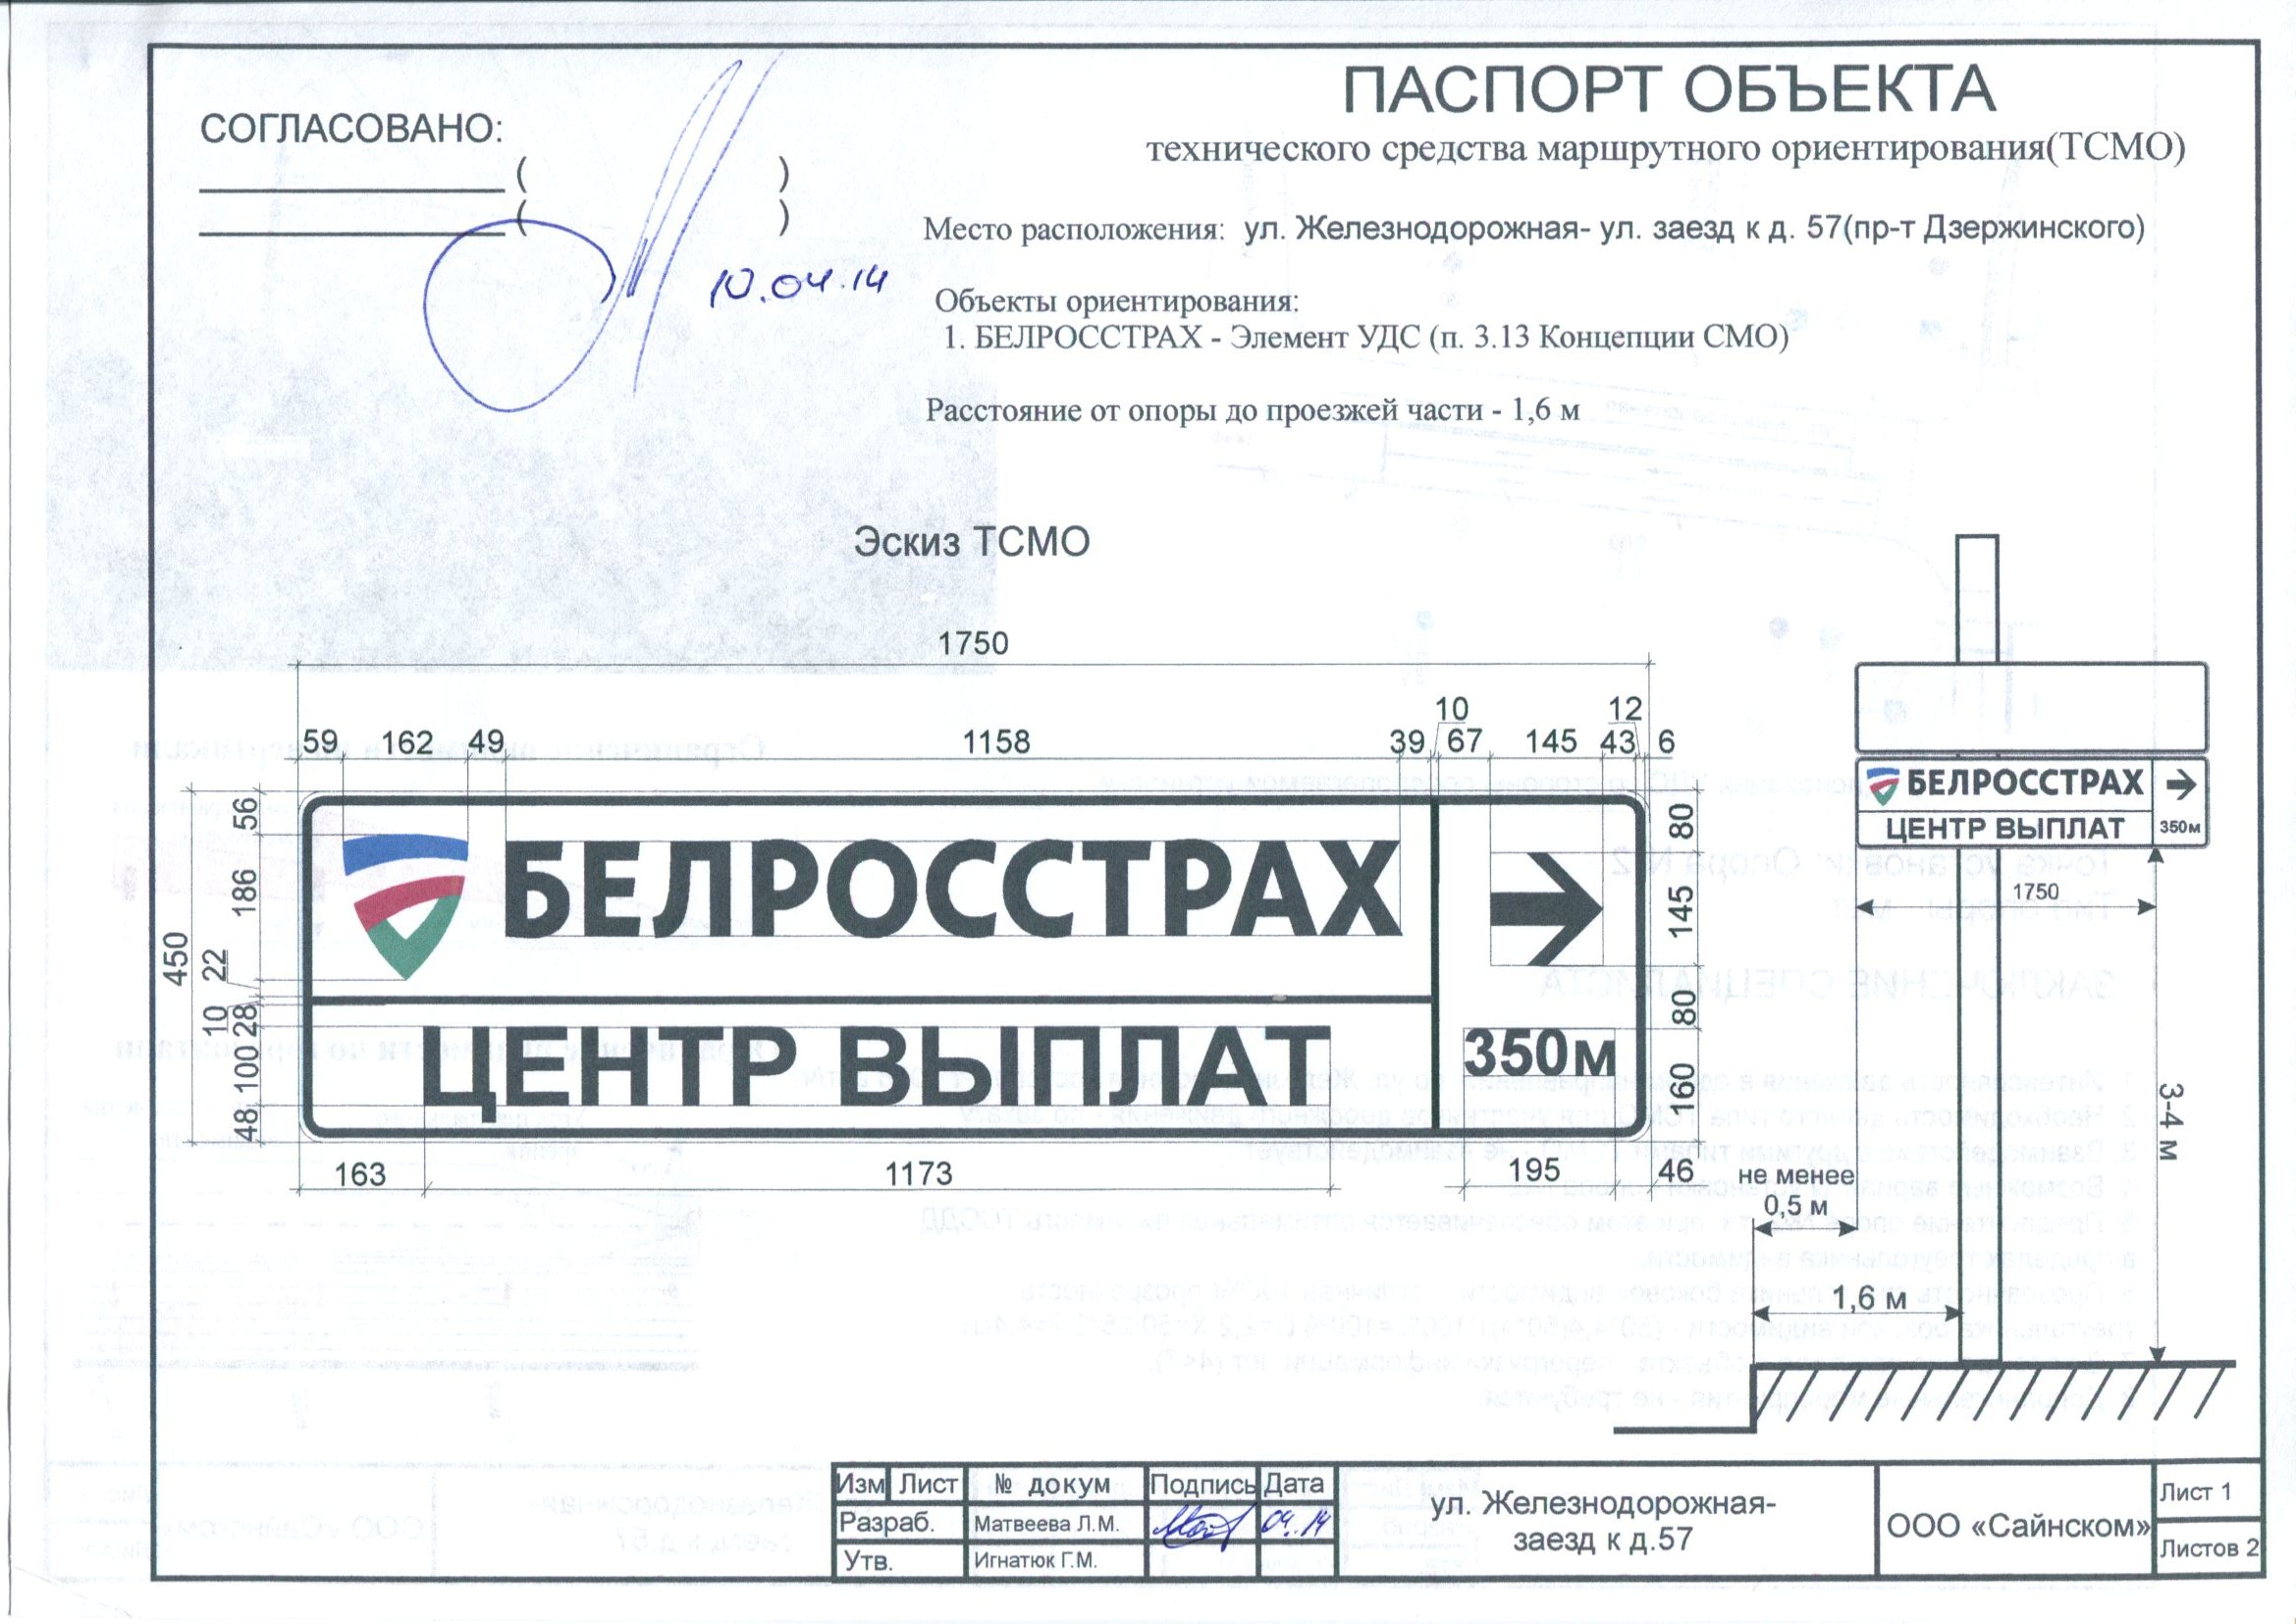 ПАСПОРТ ОБЪЕКТА
технического средства маршрутного ориентирования(ТСМО)
СОГЛАСОВАНО:
( )
( )
10.04.14
Место расположения: ул. Железнодорожная- ул. заезд к д. 57(пр-т Дзержинского)
Объекты ориентирования:
1. БЕЛРОССТРАХ - Элемент УДС (п. 3.13 Концепции СМО)
Расстояние от опоры до проезжей части - 1,6 м
Эскиз ТСМО
1750
10 12
59 162 49 1158 39 67 145 43 6
56
186
22
450
10
28
100
48
БЕЛРОССТРАХ
ЦЕНТР ВЫПЛАТ
350м
80
145
80
160
163 1173 195 46
БЕЛРОССТРАХ
ЦЕНТР ВЫПЛАТ 350м
1750
3-4 м
не менее
0,5 м
1,6 м
Изм Лист № докум Подпись Дата
Разраб. Матвеева Л.М. 04.14
Утв. Игнатюк Г.М.
ул. Железнодорожная-
заезд к д.57
ООО «Сайнском»
Лист 1
Листов 2